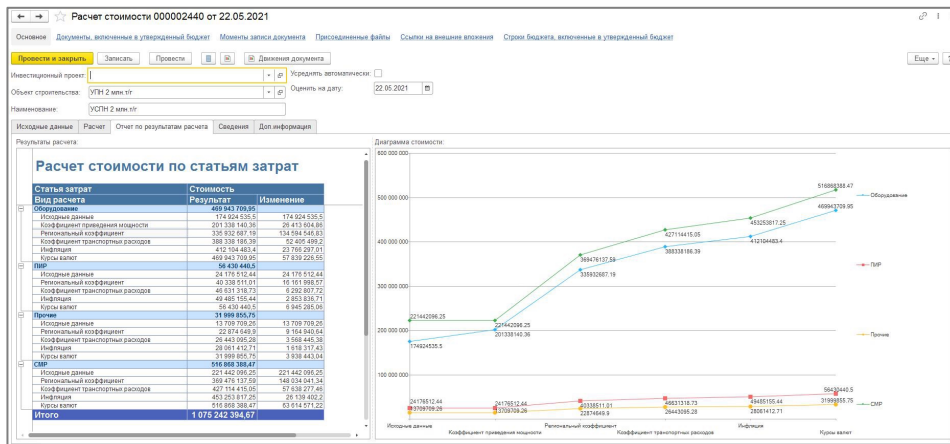 Расчет стоимости 000002440 от 22.05.2021
Основное Документы, включенные в утвержденный бюджет Моменты записи документа Присоединенные файлы Ссылки на внешние вложения Строки бюджета, включенные в утвержденный бюджет
Провести и закрыть Записать Провести Движения документа Еще
Инвестиционный проект: Усреднять автоматически:
Объект строительства: УПН 2 млн.т/г Оценить на дату: 22.05.2021
Наименование: УСПН 2 млн.т/г
Исходные данные Расчет Отчет по результатам расчета Сведения Доп.информация
Результаты расчета:
Расчет стоимости по статьям затрат
Статья затрат Стоимость
Вид расчета Результат Изменение
Оборудование 469 943 709,95
Исходные данные 174 924 535,5 174 924 535,5
Коэффициент приведения мощности 201 338 140,36 26 413 604,86
Региональный коэффициент 335 932 687,19 134 594 546,83
Коэффициент транспортных расходов 388 338 186,39 52 405 499,2
Инфляция 412 104 483,4 23 766 297,01
Курсы валют 469 943 709,95 57 839 226,55
ПИР 56 430 440,5
Исходные данные 24 176 512,44 24 176 512,44
Региональный коэффициент 40 338 511,01 16 161 998,57
Коэффициент транспортных расходов 46 631 318,73 6 292 807,72
Инфляция 49 485 155,44 2 853 836,71
Курсы валют 56 430 440,5 6 945 285,06
Прочие 31 999 855,75
Исходные данные 13 709 709,26 13 709 709,26
Региональный коэффициент 22 874 649,9 9 164 940,64
Коэффициент транспортных расходов 26 443 095,28 3 568 445,38
Инфляция 28 061 412,71 1 618 317,43
Курсы валют 31 999 855,75 3 938 443,04
СМР 516 868 388,47
Исходные данные 221 442 096,25 221 442 096,25
Региональный коэффициент 369 476 137,59 148 034 041,34
Коэффициент транспортных расходов 427 114 415,05 57 638 277,46
Инфляция 453 253 817,25 26 139 402,2
Курсы валют 516 868 388,47 63 614 571,22
Итого 1 075 242 394,67
Диаграмма стоимости:
600 000 000
500 000 000
400 000 000
300 000 000
200 000 000
100 000 000
516868388.47
469943709.95
453253817.25
412104483.4
427114415.05
388338186.39
369476137.59
335932687.19
221442096.25
221442096.25
201338140.36
174924535.5
24176512.44
13709709.26
24176512.44
13709709.26
40338511.01
22874649.9
46631318.73
26443095.28
49485155.44
28061412.71
56430440.5
31999855.75
Оборудование
ПИР
Прочие
СМР
Исходные данные
Коэффициент приведения мощности
Региональный коэффициент
Коэффициент транспортных расходов
Инфляция
Курсы валют